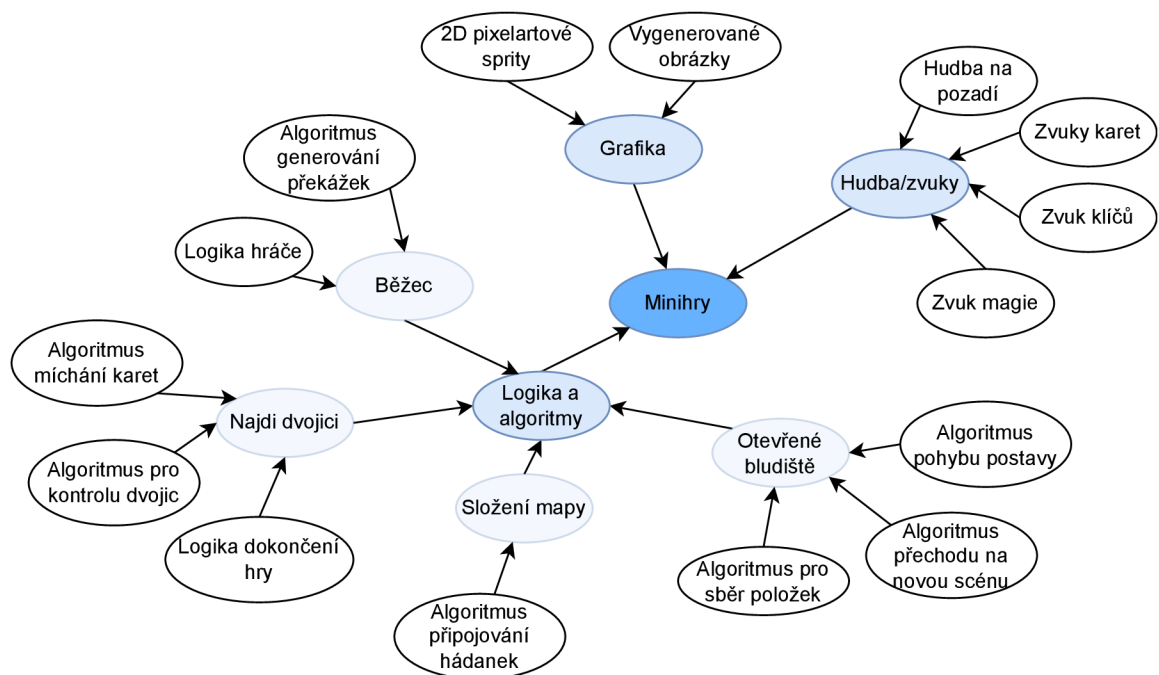 2D pixelartové
sprity
Vygenerované
obrázky
Hudba na
pozadí
Algoritmus
generování
překážek
Grafika
Zvuky karet
Hudba/zvuky
Zvuk klíčů
Logika hráče
Běžec
Minihry
Zvuk magie
Algoritmus
míchání karet
Najdi dvojici
Logika a
algoritmy
Otevřené
bludiště
Algoritmus
pohybu postavy
Algoritmus pro
kontrolu dvojic
Složení mapy
Logika dokončení
hry
Algoritmus pro
sběr položek
Algoritmus
přechodu na
novou scénu
Algoritmus
připojování
hádanek